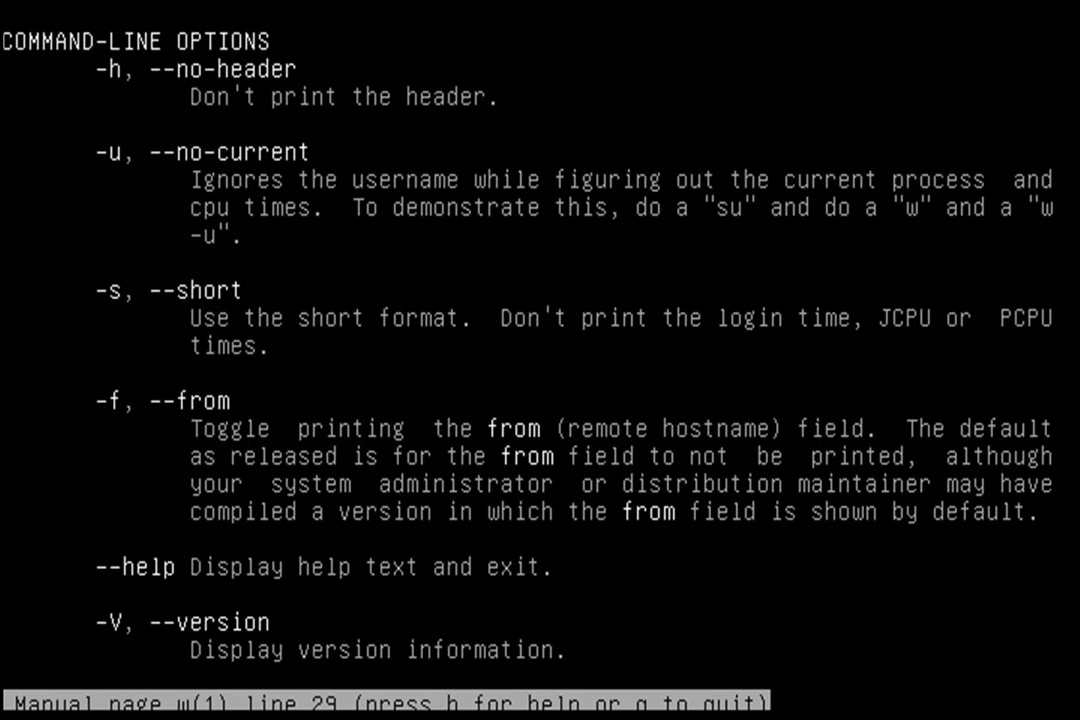 COMMAND-LINE OPTIONS
-h, --no-header
Don't print the header.
-u, --no-current
Ignores the username while figuring out the current process and
cpu times. To demonstrate this, do a "su" and do a "w" and a "w
-u".
-s, --short
Use the short format. Don't print the login time, JCPU or PCPU
times.
-f, --from
Toggle printing the from (remote hostname) field. The default
as released is for the from field to not be printed, although
your system administrator or distribution maintainer may have
compiled a version in which the from field is shown by default.
--help Display help text and exit.
-V, --version
Display version information.
Manual page w(1) line 29 (press h for help or q to quit)